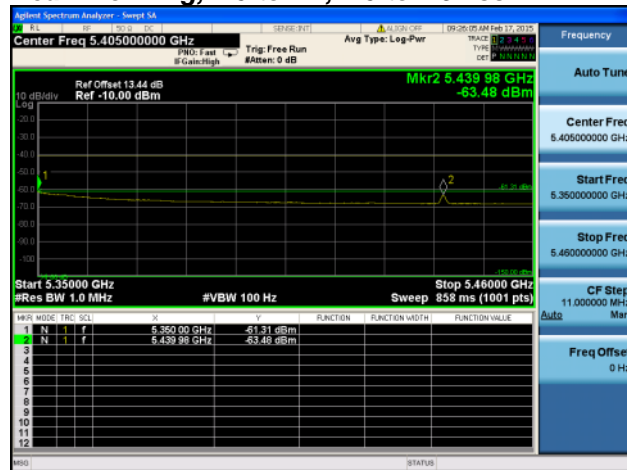 Agilent Spectrum Analyzer - Swept SA
RL RF 50 Ω DC SENSE:INT ALIGN OFF 09:26:05 AM Feb 17, 2015
Center Freq 5.405000000 GHz Avg Type: Log-Pwr TRACE 1 2 3 4 5 6
PNO: Fast Trig: Free Run TYPE
IFGain:High #Atten: 0 dB DET P N N N N N
Frequency
Auto Tune
Ref Offset 13.44 dB
10 dB/div Ref -10.00 dBm
Mkr2 5.439 98 GHz
-63.48 dBm
Log
-20.0
-30.0
-40.0
-50.0
-60.0
-70.0
-80.0
-90.0
-100
1
2
-61.31 dBm
Center Freq
5.405000000 GHz
Start Freq
5.350000000 GHz
Stop Freq
5.460000000 GHz
Start 5.35000 GHz Stop 5.46000 GHz
#Res BW 1.0 MHz #VBW 100 Hz Sweep 858 ms (1001 pts)
CF Step
11.000000 MHz
Auto Man
MKR MODE TRC SCL X Y FUNCTION FUNCTION WIDTH FUNCTION VALUE
1 N 1 f 5.350 00 GHz -61.31 dBm
2 N 1 f 5.439 98 GHz -63.48 dBm
3
4
5
6
7
8
9
10
11
12
Freq Offset
0 Hz
MSG STATUS